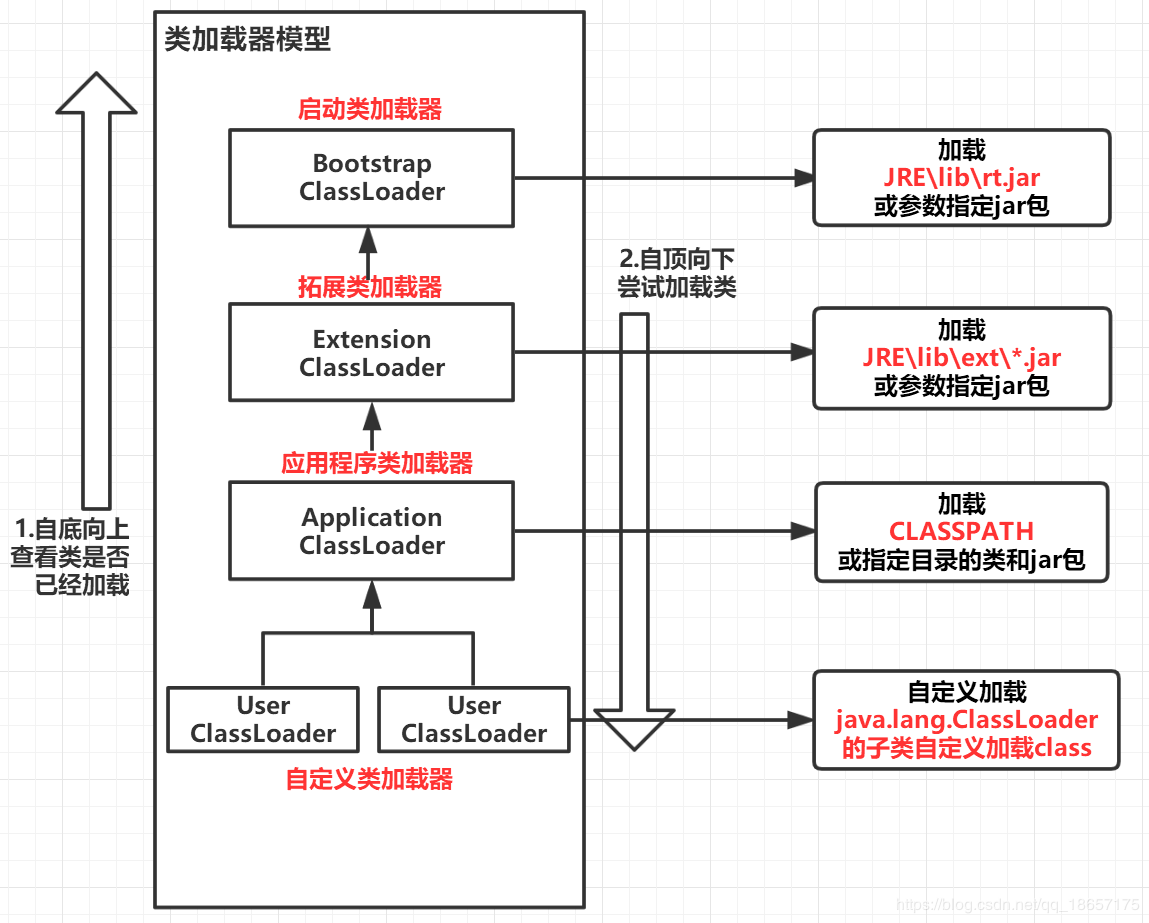 类加载器模型
启动类加载器
Bootstrap
ClassLoader
加载
JRE\lib\rt.jar
或参数指定jar包
2.自顶向下
尝试加载类
拓展类加载器
Extension
ClassLoader
加载
JRE\lib\ext\*.jar
或参数指定jar包
应用程序类加载器
Application
ClassLoader
加载
CLASSPATH
或指定目录的类和jar包
1.自底向上
查看类是否
已经加载
User
ClassLoader
User
ClassLoader
自定义加载
java.lang.ClassLoader
的子类自定义加载class
自定义类加载器
https://blog.csdn.net/qq_18657175